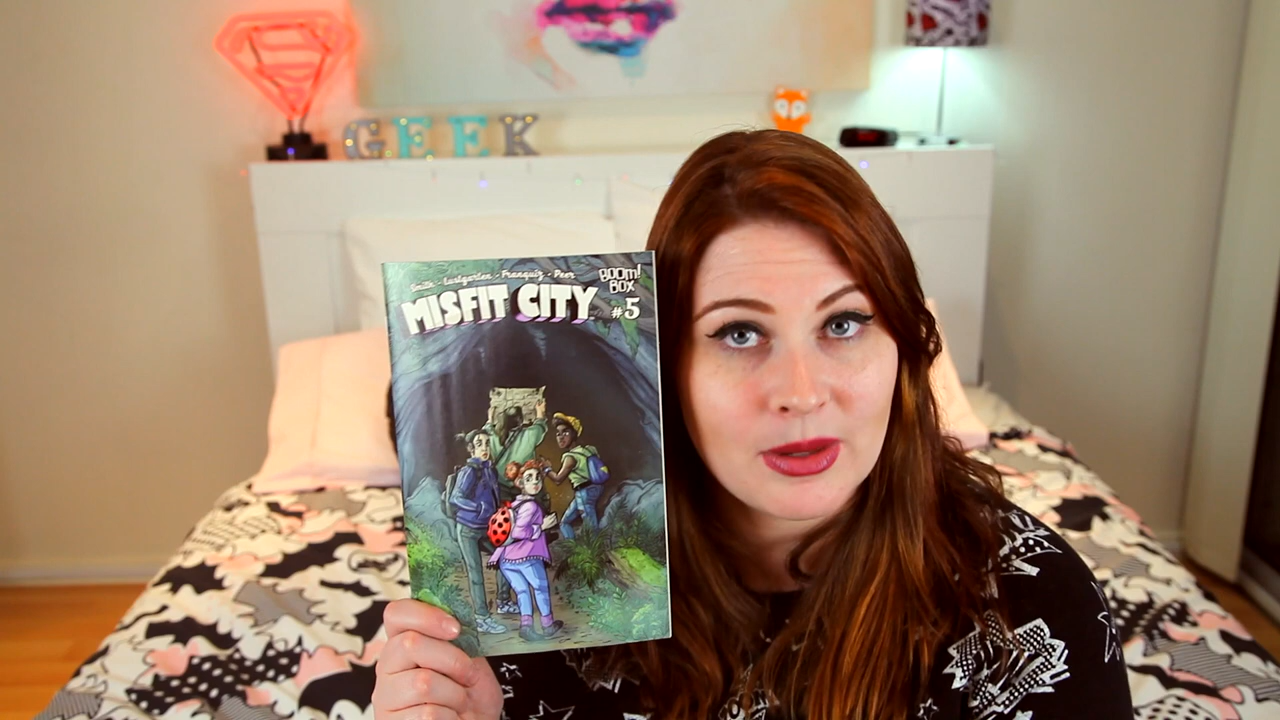 GEEK
Smith · Lustgarten · Franquiz · Peer
BOOM!
BOX
MISFIT CITY
#5